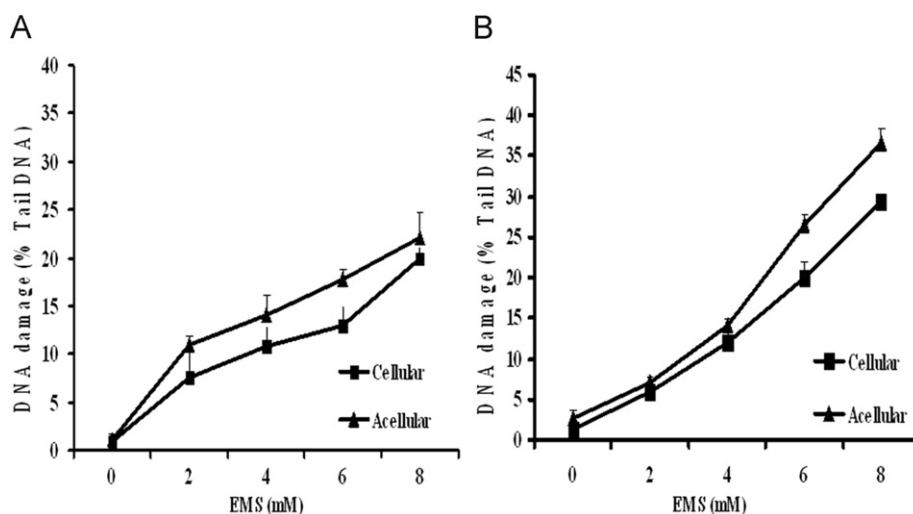 A
DNA damage (% Tail DNA)
40
35
30
25
20
15
10
5
0
0 2 4 6 8
EMS (mM)
Cellular
Acellular
B
DNA damage (% Tail DNA)
45
40
35
30
25
20
15
10
5
0
0 2 4 6 8
EMS (mM)
Cellular
Acellular